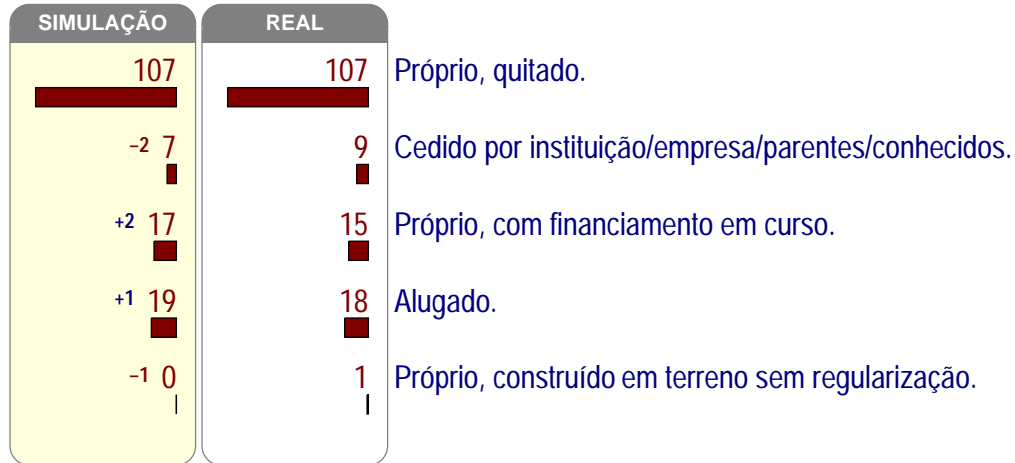 SIMULAÇÃO REAL
107 107 Próprio, quitado.
–2 7 9 Cedido por instituição/empresa/parentes/conhecidos.
+2 17 15 Próprio, com financiamento em curso.
+1 19 18 Alugado.
–1 0 1 Próprio, construído em terreno sem regularização.